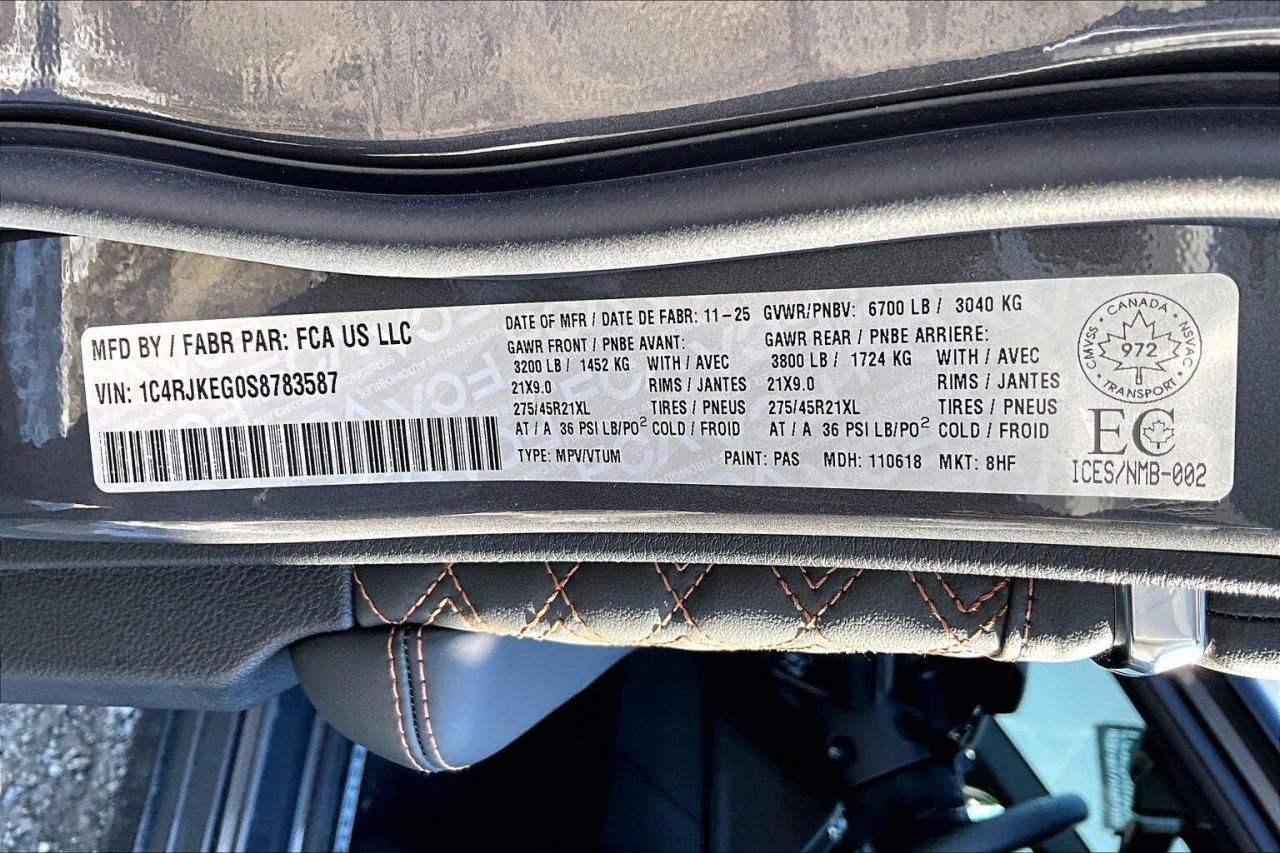 MFD BY / FABR PAR: FCA US LLC
VIN: 1C4RJKEG0S8783587
DATE OF MFR / DATE DE FABR: 11-25 GVWR/PNBV: 6700 LB / 3040 KG
GAWR FRONT / PNBE AVANT: GAWR REAR / PNBE ARRIERE:
3200 LB / 1452 KG WITH / AVEC 3800 LB / 1724 KG WITH / AVEC
21X9.0 RIMS / JANTES 21X9.0 RIMS / JANTES
275/45R21XL TIRES / PNEUS 275/45R21XL TIRES / PNEUS
AT / A 36 PSI LB/PO² COLD / FROID AT / A 36 PSI LB/PO² COLD / FROID
TYPE: MPV/VTUM PAINT: PAS MDH: 110618 MKT: 8HF
CANADA
CMVSS
NSVAC
972
TRANSPORT
EC
ICES/NMB-002